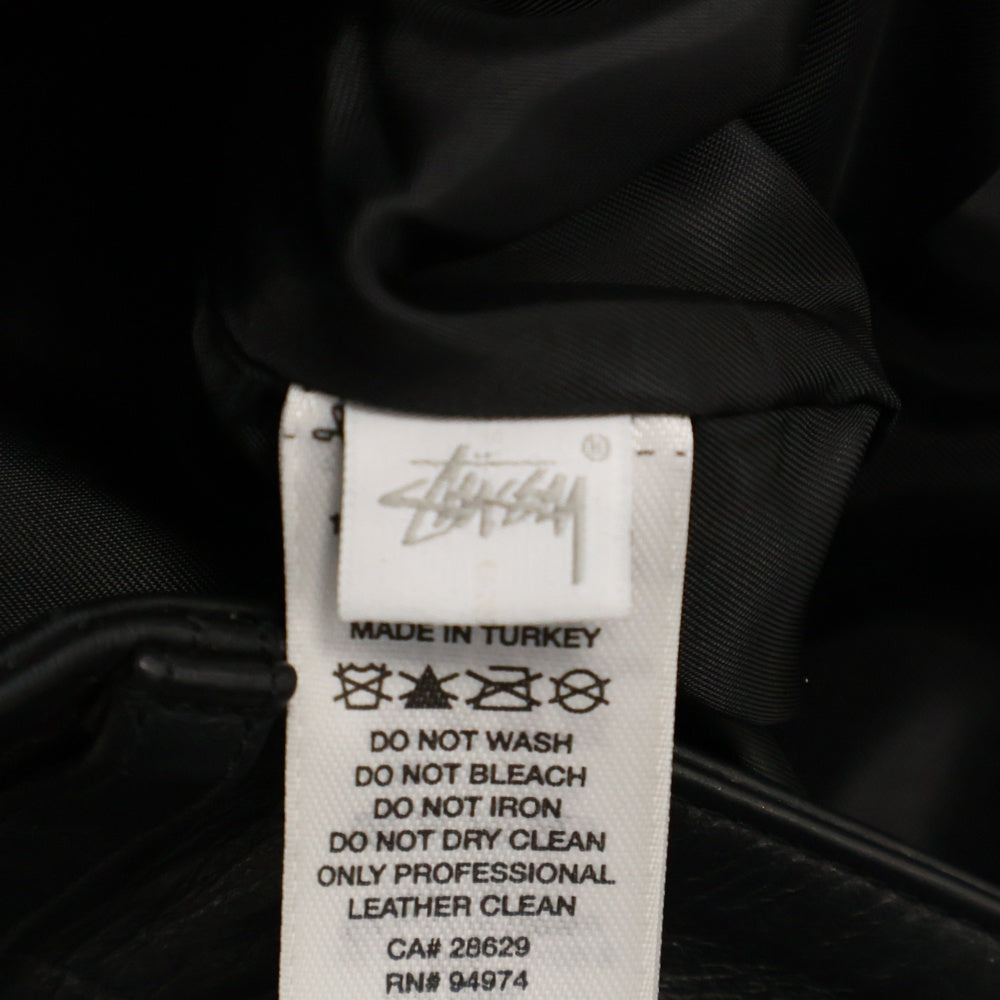 Stüssy ®
MADE IN TURKEY
DO NOT WASH
DO NOT BLEACH
DO NOT IRON
DO NOT DRY CLEAN
ONLY PROFESSIONAL
LEATHER CLEAN
CA# 28629
RN# 94974